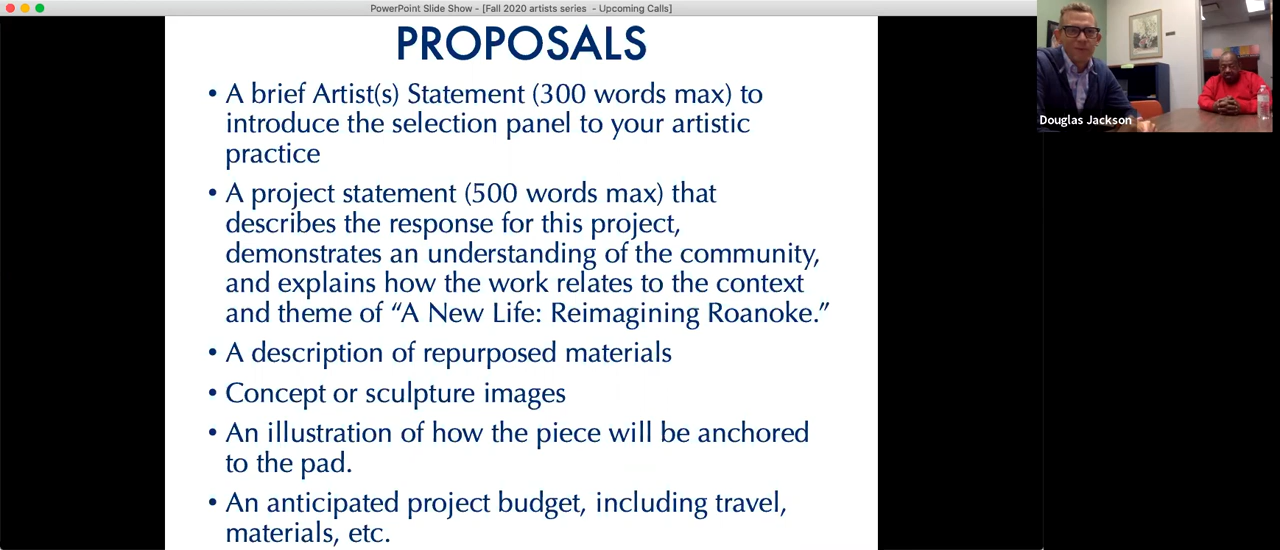 PowerPoint Slide Show - [Fall 2020 artists series - Upcoming Calls]
PROPOSALS
• A brief Artist(s) Statement (300 words max) to
introduce the selection panel to your artistic
practice
• A project statement (500 words max) that
describes the response for this project,
demonstrates an understanding of the community,
and explains how the work relates to the context
and theme of “A New Life: Reimagining Roanoke.”
• A description of repurposed materials
• Concept or sculpture images
• An illustration of how the piece will be anchored
to the pad.
• An anticipated project budget, including travel,
materials, etc.
Douglas Jackson